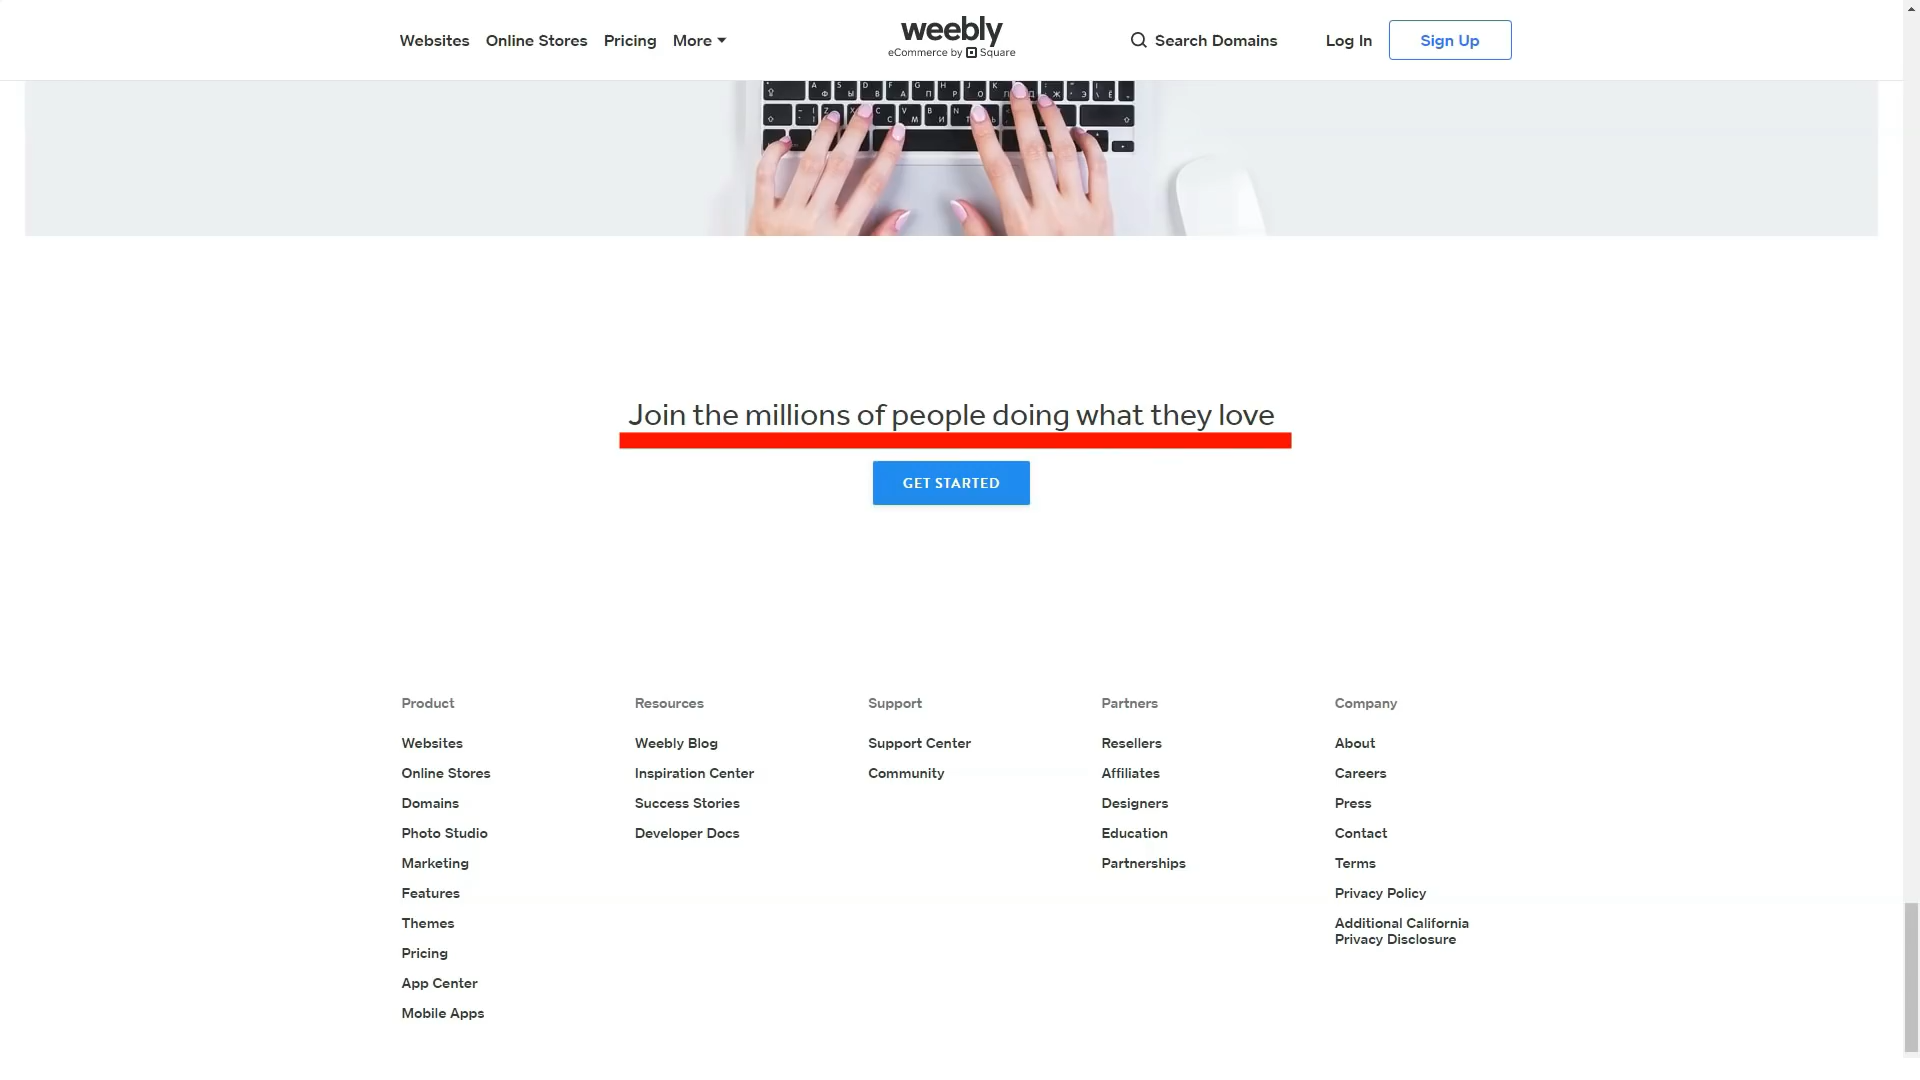 Websites Online Stores Pricing More
weebly
eCommerce by Square
Search Domains Log In Sign Up
Join the millions of people doing what they love
GET STARTED
Product
Websites
Online Stores
Domains
Photo Studio
Marketing
Features
Themes
Pricing
App Center
Mobile Apps
Resources
Weebly Blog
Inspiration Center
Success Stories
Developer Docs
Support
Support Center
Community
Partners
Resellers
Affiliates
Designers
Education
Partnerships
Company
About
Careers
Press
Contact
Terms
Privacy Policy
Additional California
Privacy Disclosure